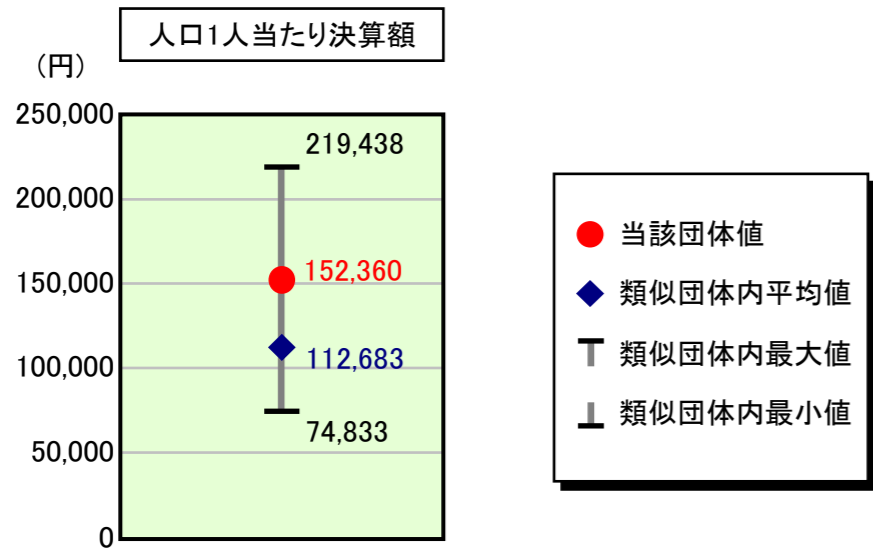 人口1人当たり決算額
(円)
250,000
200,000
150,000
100,000
50,000
0
219,438
152,360
112,683
74,833
当該団体値
類似団体内平均値
類似団体内最大値
類似団体内最小値